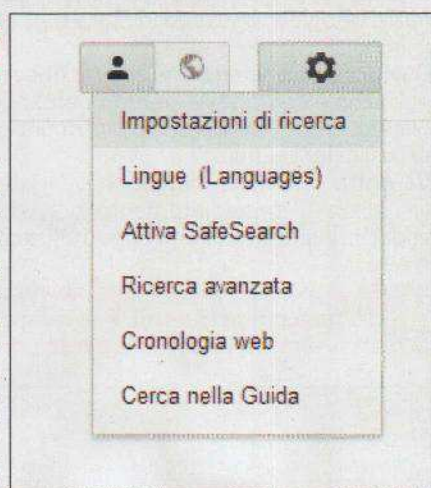 Impostazioni di ricerca
Lingue (Languages)
Attiva SafeSearch
Ricerca avanzata
Cronologia web
Cerca nella Guida